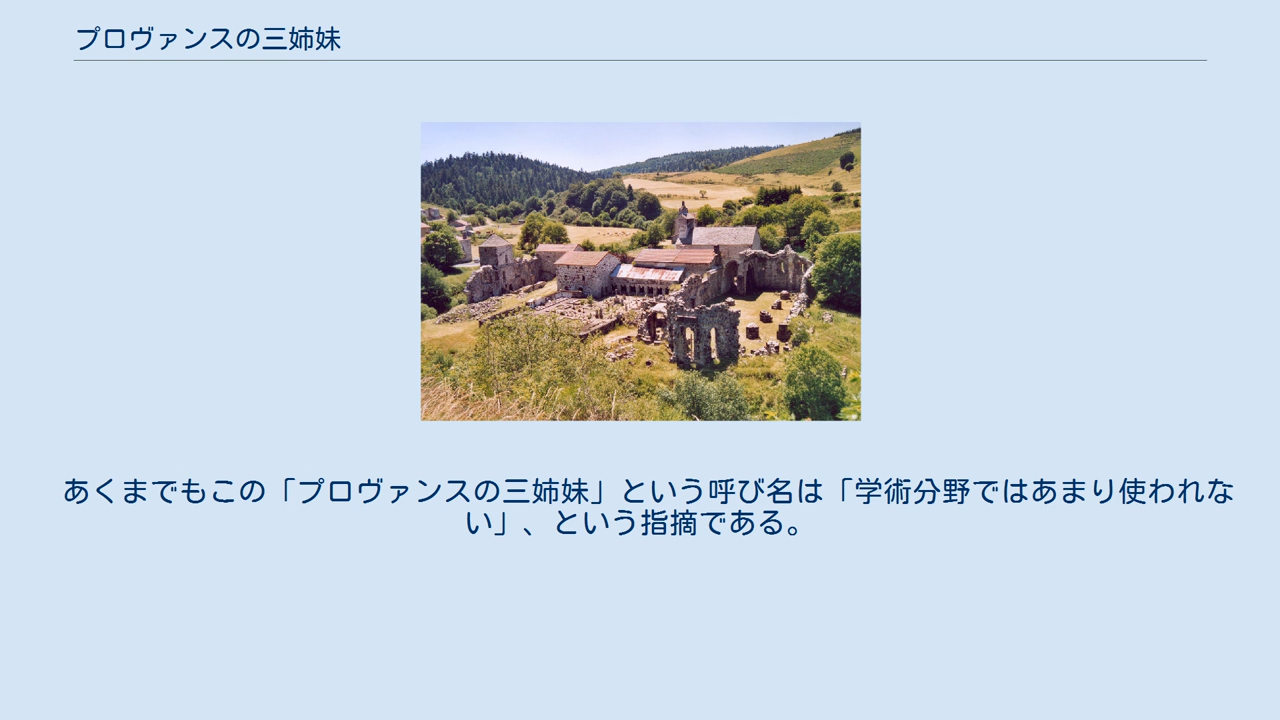 プロヴァンスの三姉妹
あくまでもこの「プロヴァンスの三姉妹」という呼び名は「学術分野ではあまり使われな
い」、という指摘である。